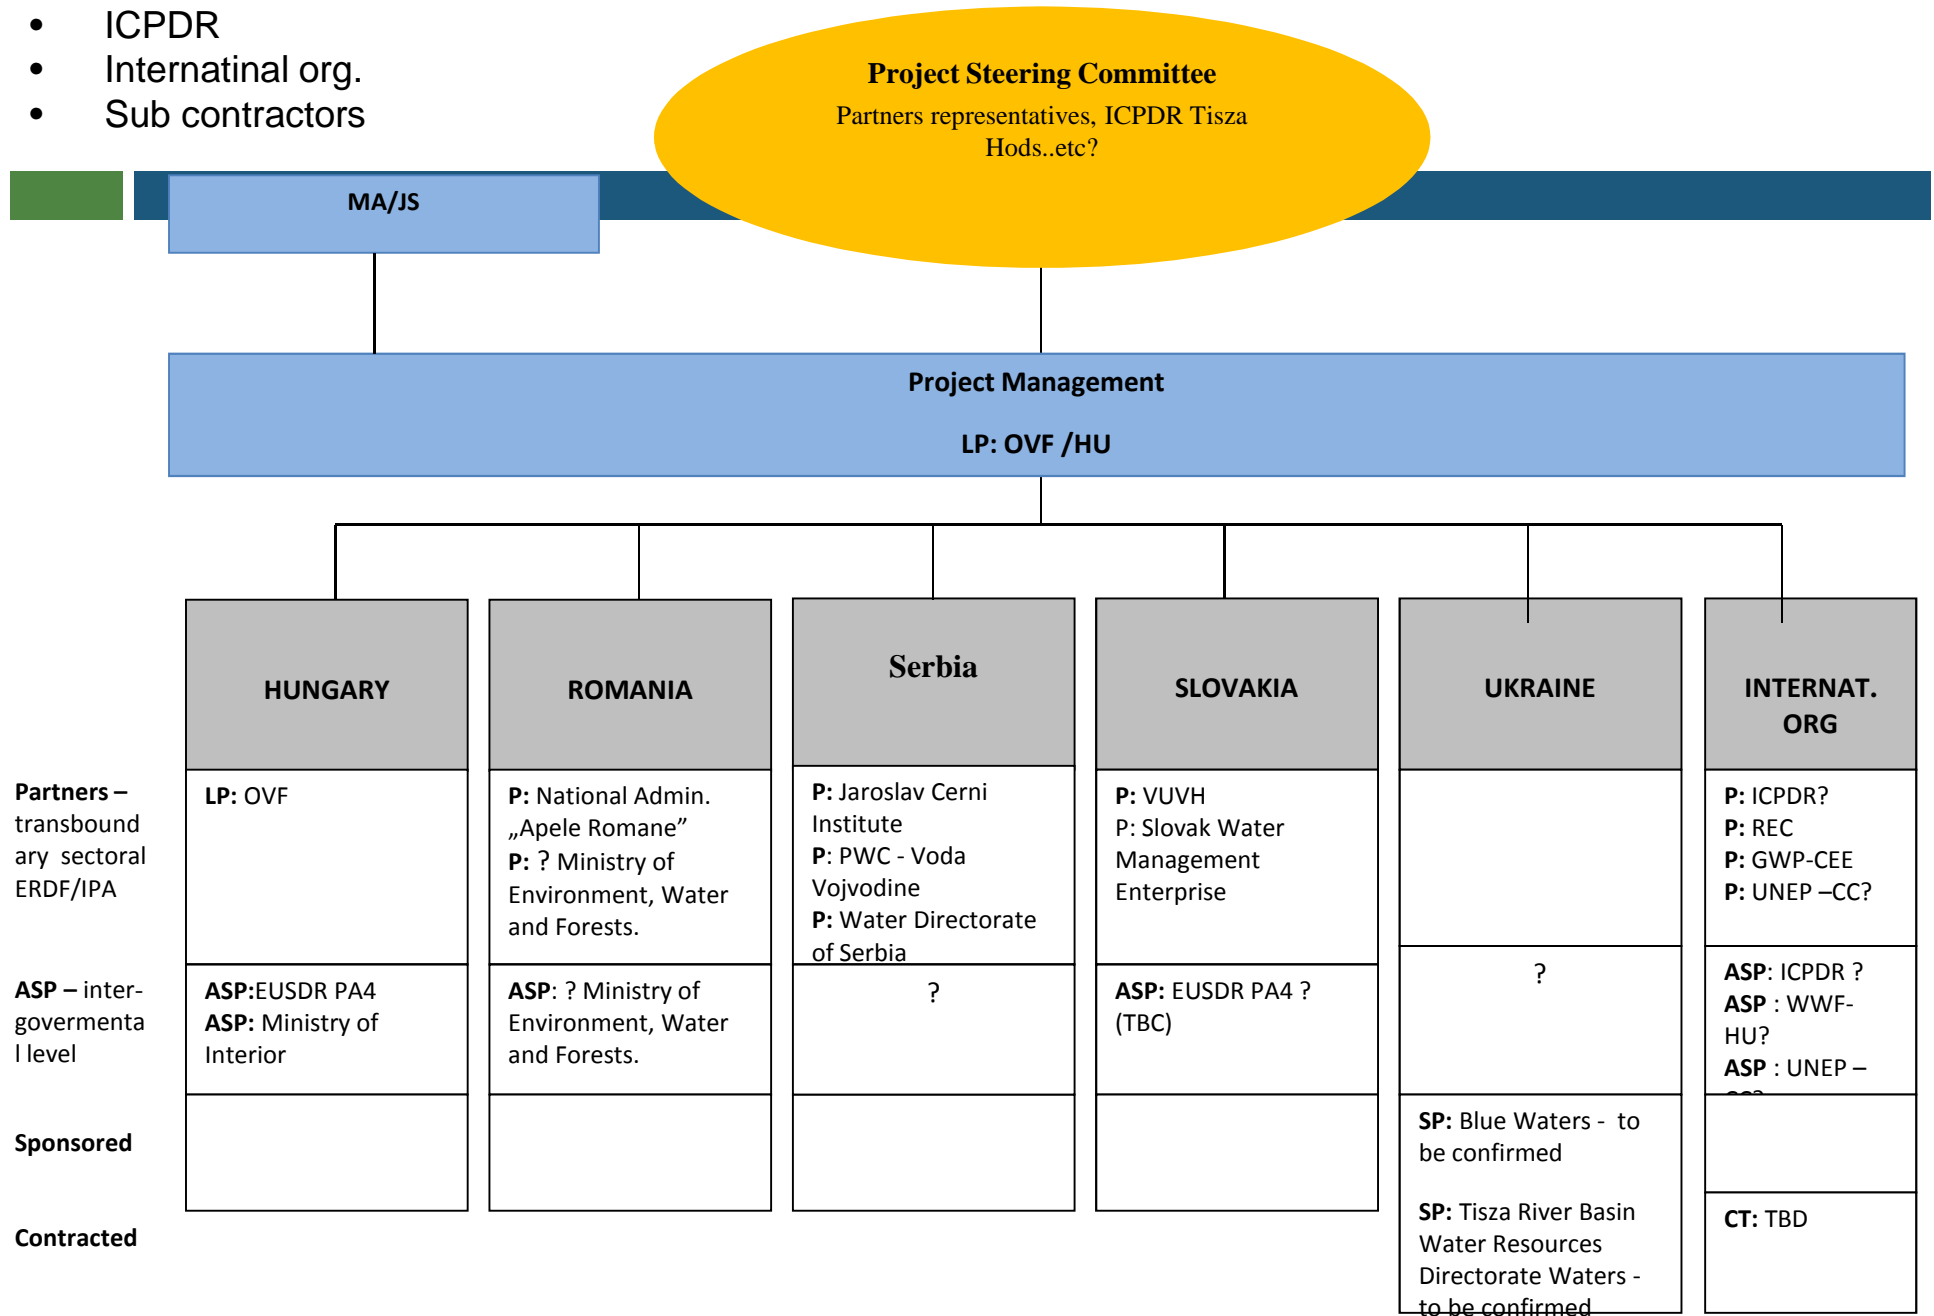 • ICPDR
• Internatinal org.
• Sub contractors
Project Steering Committee
Partners representatives, ICPDR Tisza
Hods..etc?
MA/JS
Project Management
LP: OVF /HU
HUNGARY
ROMANIA
Serbia
SLOVAKIA
UKRAINE
INTERNAT.
ORG
Partners –
transbound
ary sectoral
ERDF/IPA
LP: OVF
P: National Admin.
„Apele Romane”
P: ? Ministry of
Environment, Water
and Forests.
P: Jaroslav Cerni
Institute
P: PWC - Voda
Vojvodine
P: Water Directorate
of Serbia
P: VUVH
P: Slovak Water
Management
Enterprise
P: ICPDR?
P: REC
P: GWP-CEE
P: UNEP –CC?
ASP – inter-
govermenta
l level
ASP:EUSDR PA4
ASP: Ministry of
Interior
ASP: ? Ministry of
Environment, Water
and Forests.
?
ASP: EUSDR PA4 ?
(TBC)
?
ASP: ICPDR ?
ASP : WWF-
HU?
ASP : UNEP –
Sponsored
SP: Blue Waters - to
be confirmed
SP: Tisza River Basin
Water Resources
Directorate Waters -
to be confirmed
Contracted
CT: TBD